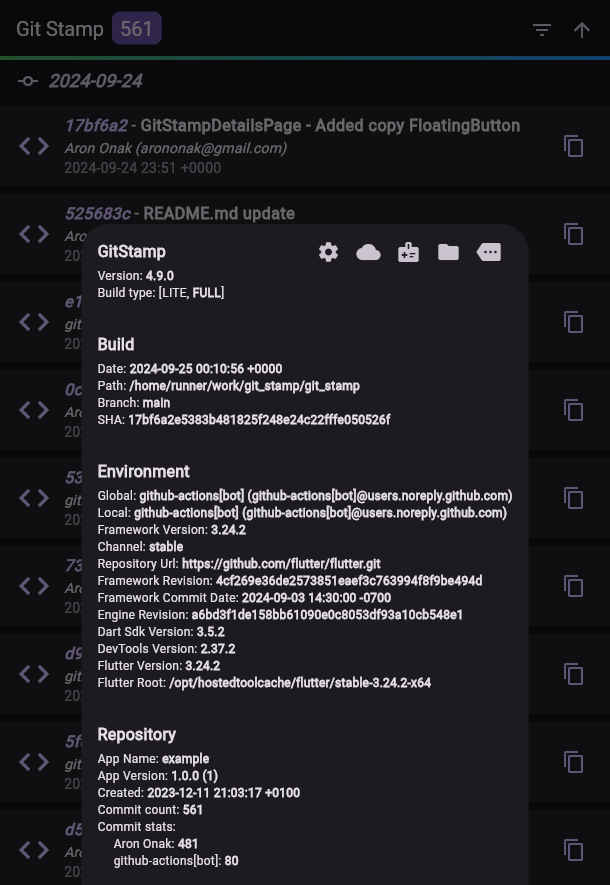 Git Stamp 561
2024-09-24
17bf6a2 - GitStampDetailsPage - Added copy FloatingButton
Aron Onak (arononak@gmail.com)
2024-09-24 23:51 +0000
525683c - README.md update
Aro
20
GitStamp
Version: 4.9.0
Build type: [LITE, FULL]
e1
git
20
Build
Date: 2024-09-25 00:10:56 +0000
Path: /home/runner/work/git_stamp/git_stamp
Branch: main
SHA: 17bf6a2e5383b481825f248e24c22fffe050526f
0c
Aro
20
Environment
Global: github-actions[bot] (github-actions[bot]@users.noreply.github.com)
Local: github-actions[bot] (github-actions[bot]@users.noreply.github.com)
Framework Version: 3.24.2
Channel: stable
Repository Url: https://github.com/flutter/flutter.git
Framework Revision: 4cf269e36de2573851eaef3c763994f8f9be494d
Framework Commit Date: 2024-09-03 14:30:00 -0700
Engine Revision: a6bd3f1de158bb61090e0c8053df93a10cb548e1
Dart Sdk Version: 3.5.2
DevTools Version: 2.37.2
Flutter Version: 3.24.2
Flutter Root: /opt/hostedtoolcache/flutter/stable-3.24.2-x64
53
git
20
73
Aro
20
d9
git
20
Repository
App Name: example
App Version: 1.0.0 (1)
Created: 2023-12-11 21:03:17 +0100
Commit count: 561
Commit stats:
Aron Onak: 481
github-actions[bot]: 80
5f
git
20
d5
Aro
20